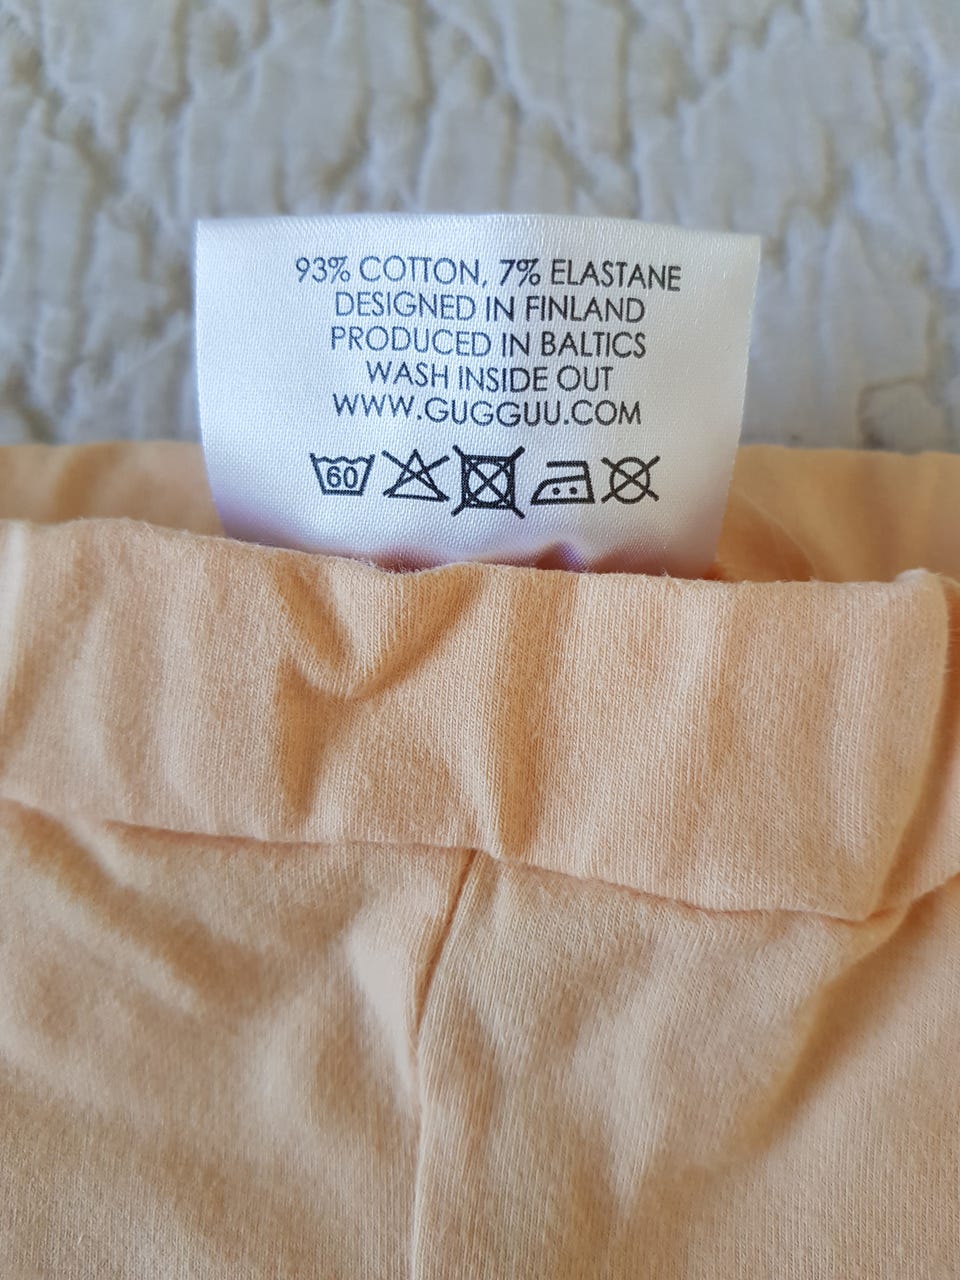 93% COTTON, 7% ELASTANE
DESIGNED IN FINLAND
PRODUCED IN BALTICS
WASH INSIDE OUT
WWW.GUGGUU.COM
60